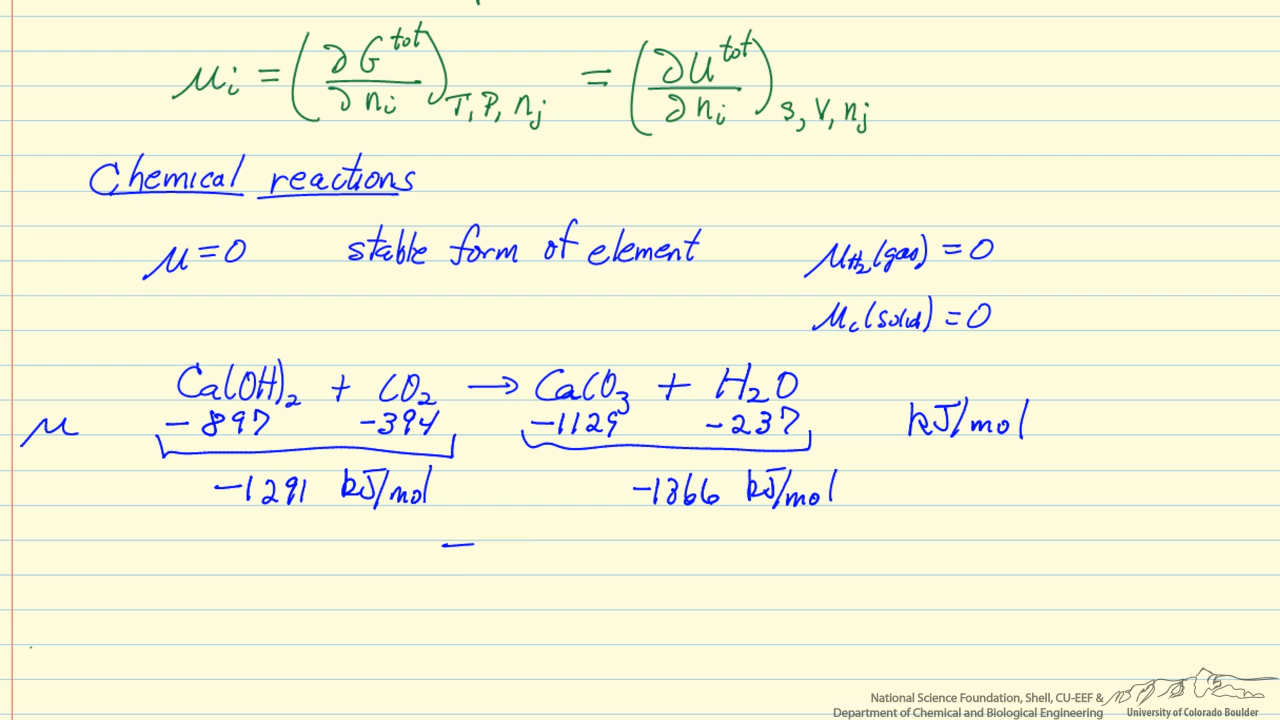 μi = (∂G^tot/∂ni)T,P,nj = (∂U^tot/∂ni)S,V,nj
Chemical reactions
μ=0 stable form of element μH₂(gas) = 0
μc(solid) = 0
Ca(OH)₂ + CO₂ → CaCO₃ + H₂O
μ -897 -394 -1129 -237 kJ/mol
-1291 kJ/mol -1366 kJ/mol
—
National Science Foundation, Shell, CU-EEF &
Department of Chemical and Biological Engineering University of Colorado Boulder